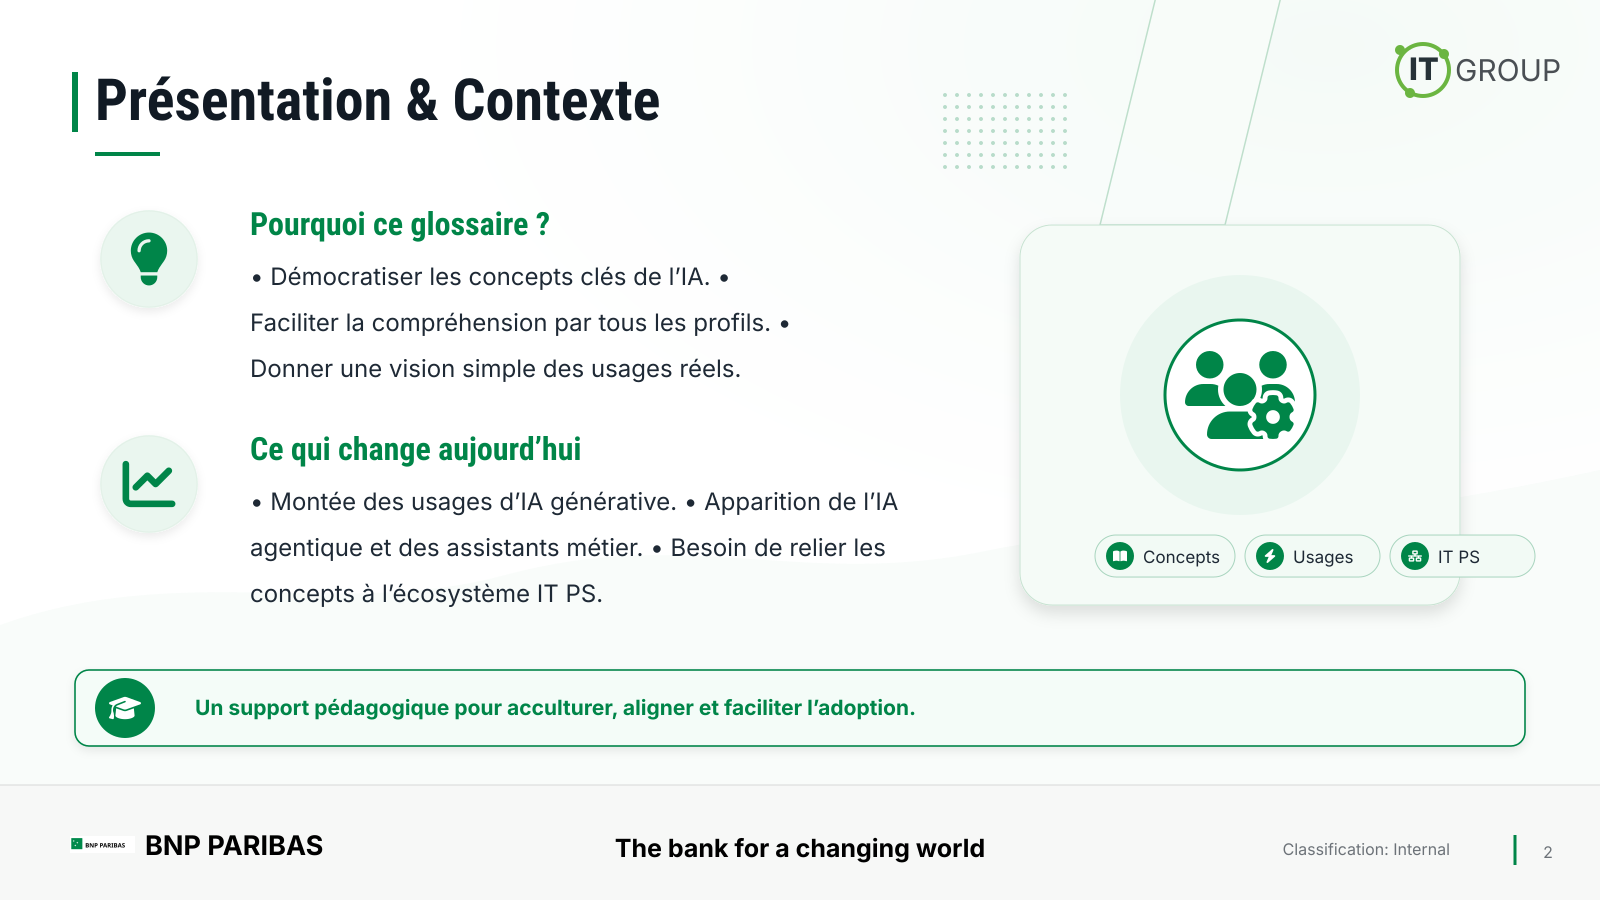 Présentation & Contexte
IT GROUP
Pourquoi ce glossaire ?
• Démocratiser les concepts clés de l’IA. •
Faciliter la compréhension par tous les profils. •
Donner une vision simple des usages réels.
Ce qui change aujourd’hui
• Montée des usages d’IA générative. • Apparition de l’IA
agentique et des assistants métier. • Besoin de relier les
concepts à l’écosystème IT PS.
Concepts
Usages
IT PS
Un support pédagogique pour acculturer, aligner et faciliter l’adoption.
BNP PARIBAS
BNP PARIBAS
The bank for a changing world
Classification: Internal
2